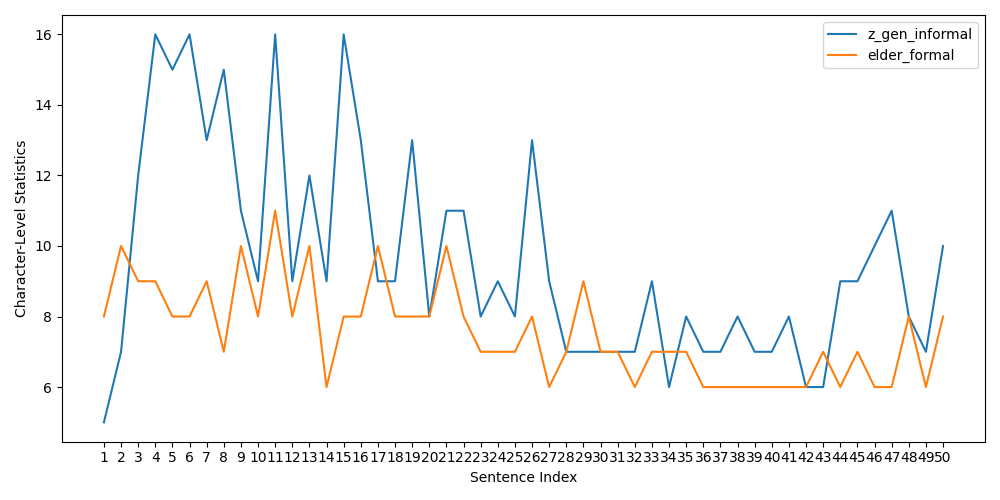 z_gen_informal
elder_formal
Character-Level Statistics
16
14
12
10
8
6
1 2 3 4 5 6 7 8 9 10 11 12 13 14 15 16 17 18 19 20 21 22 23 24 25 26 27 28 29 30 31 32 33 34 35 36 37 38 39 40 41 42 43 44 45 46 47 48 49 50
Sentence Index